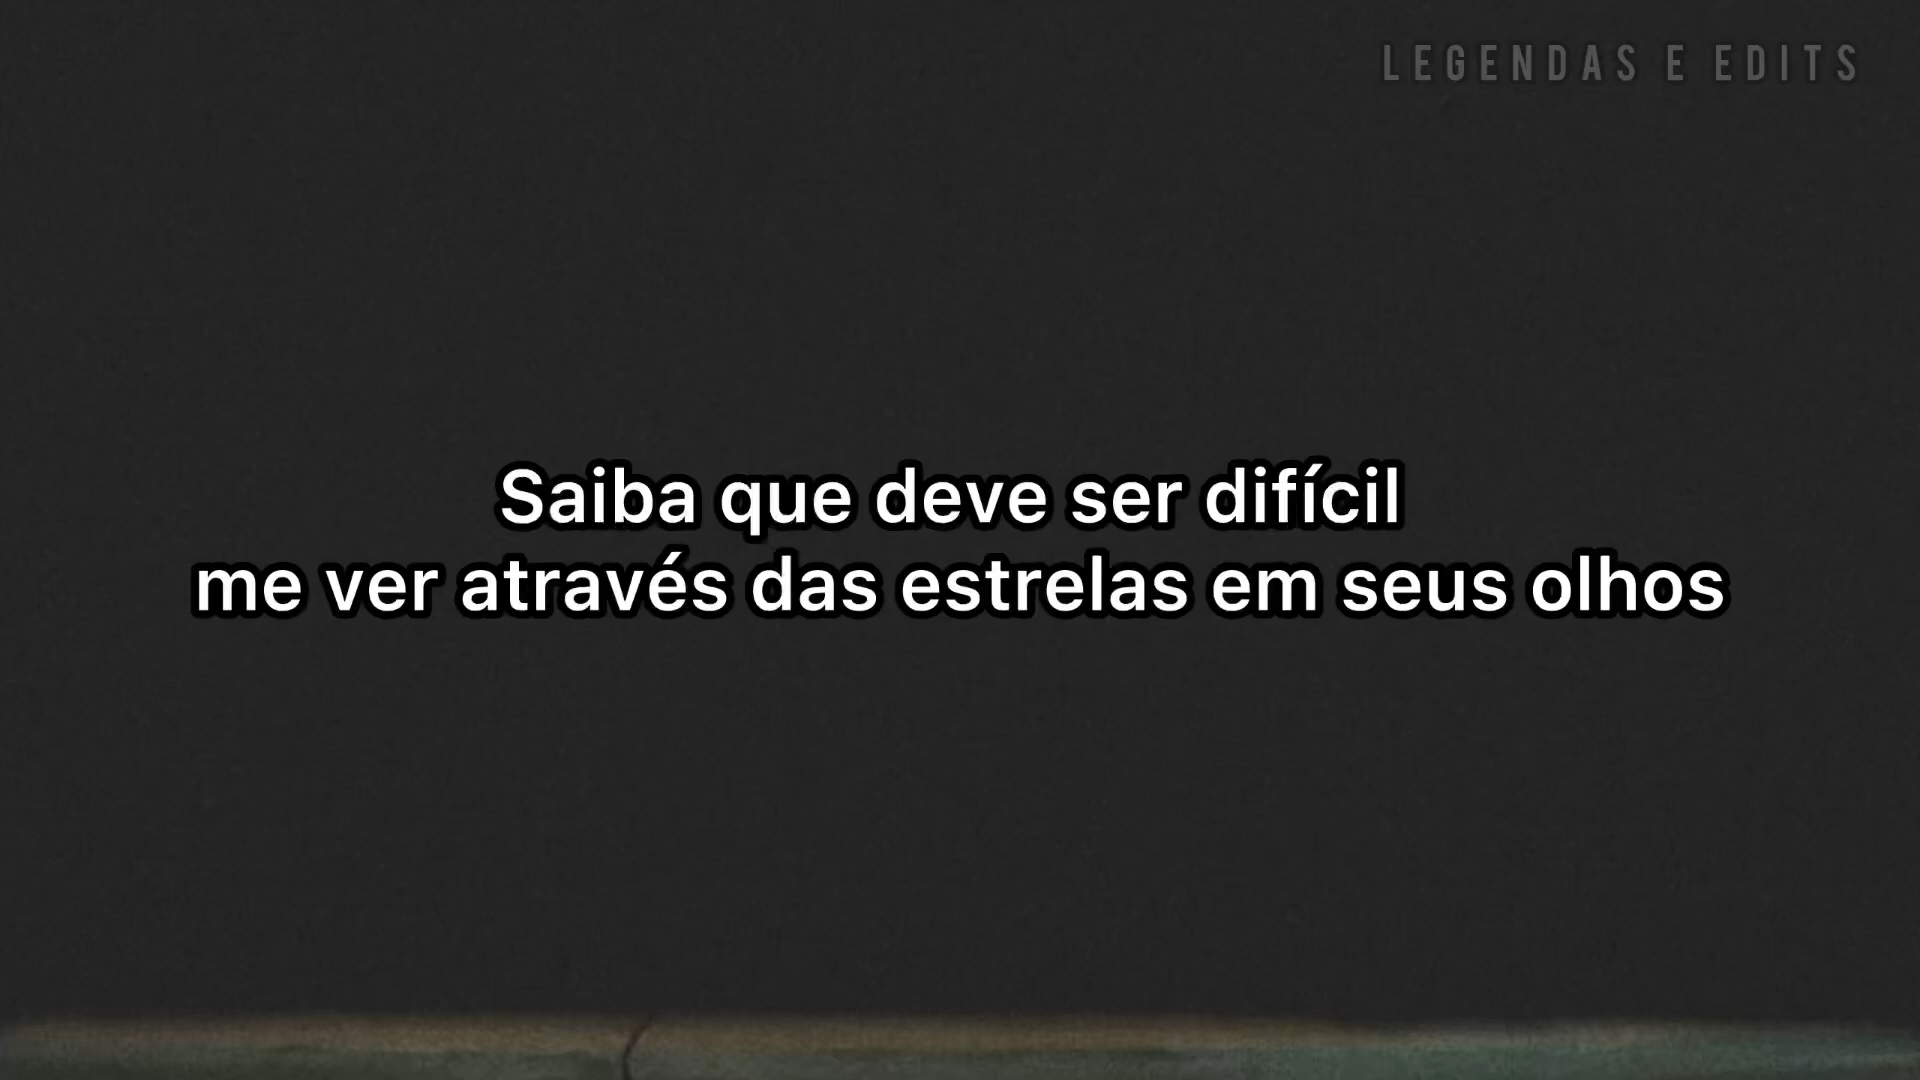 LEGENDAS E EDITS
Saiba que deve ser difícil
me ver através das estrelas em seus olhos